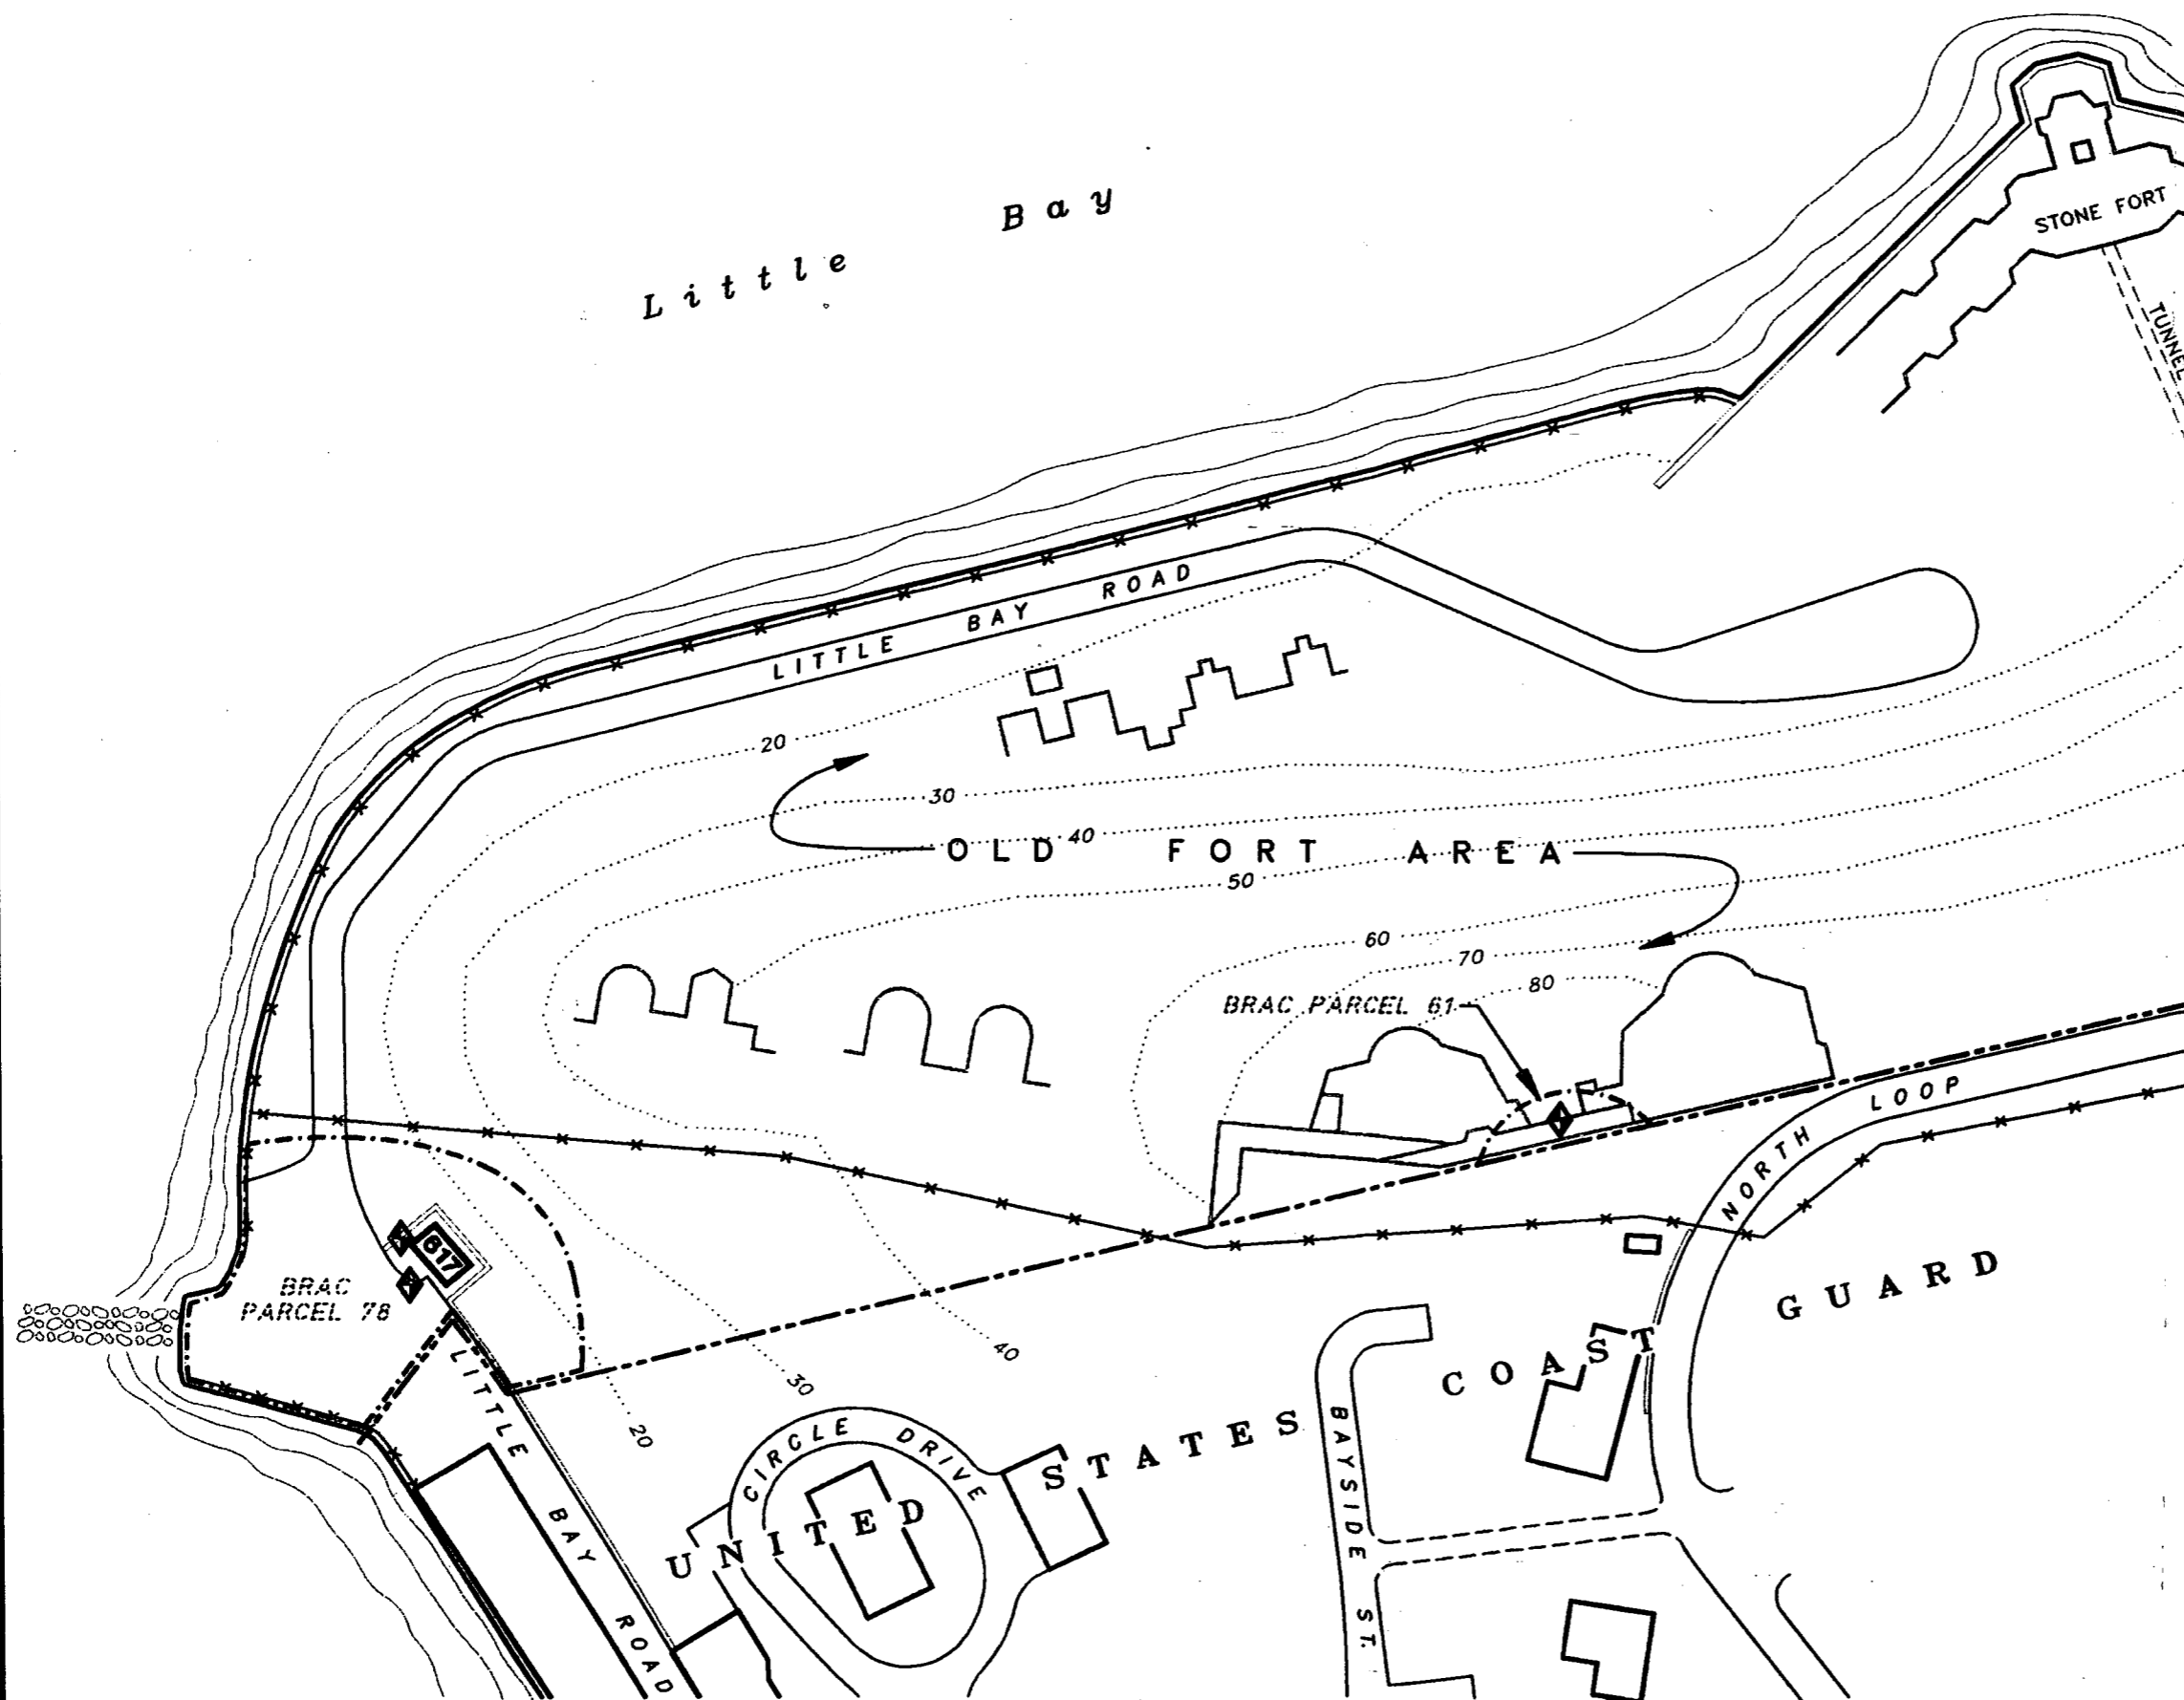 Little Bay
STONE FORT
TUNNEL
LITTLE BAY ROAD
20
30
40
OLD FORT AREA
50
60
70
80
BRAC PARCEL 61
NORTH LOOP
617
BRAC
PARCEL 78
40
30
20
LITTLE BAY ROAD
CIRCLE DRIVE
UNITED STATES COAST GUARD
BAYSIDE ST.